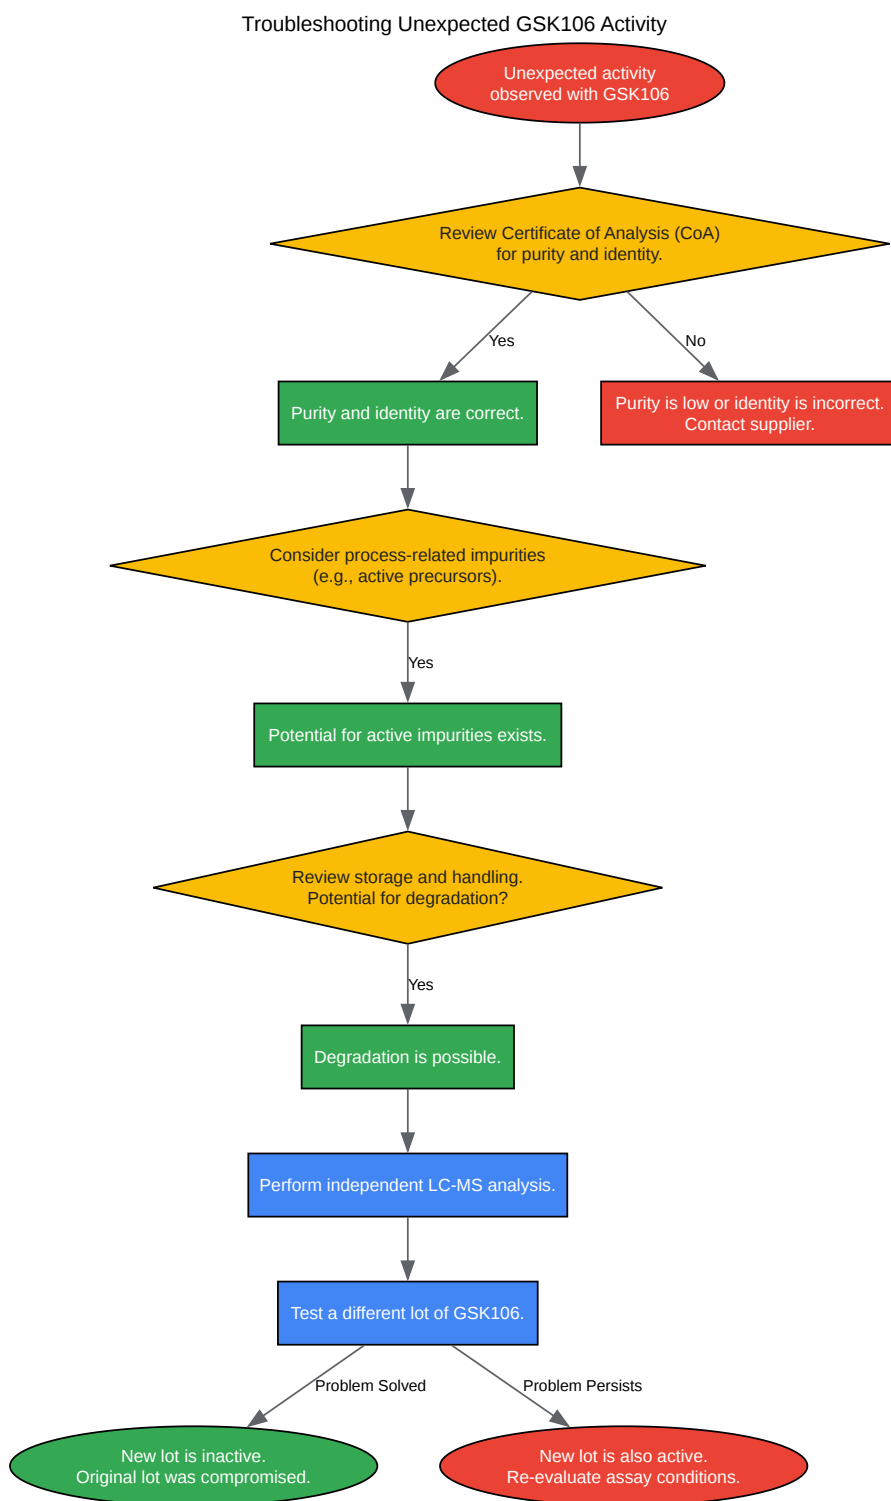 Troubleshooting Unexpected GSK106 Activity
Unexpected activity
observed with GSK106
Review Certificate of Analysis (CoA)
for purity and identity.
Yes
No
Purity and identity are correct.
Purity is low or identity is incorrect.
Contact supplier.
Consider process-related impurities
(e.g., active precursors).
Yes
Potential for active impurities exists.
Review storage and handling.
Potential for degradation?
Yes
Degradation is possible.
Perform independent LC-MS analysis.
Test a different lot of GSK106.
Problem Solved
Problem Persists
New lot is inactive.
Original lot was compromised.
New lot is also active.
Re-evaluate assay conditions.